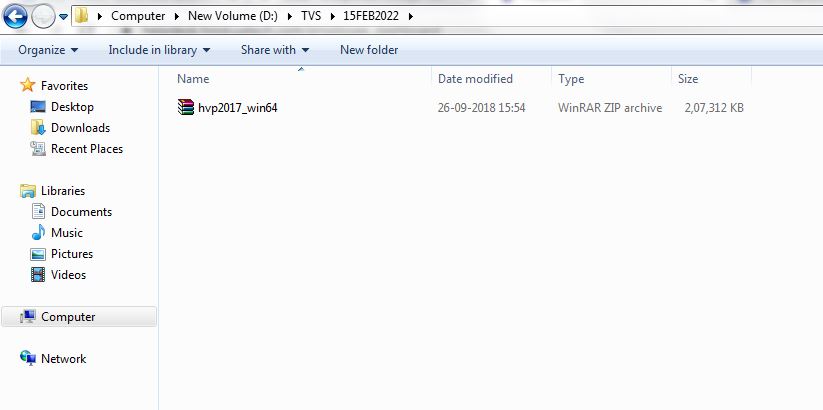 Computer New Volume (D:) TVS 15FEB2022
Organize Include in library Share with New folder
Favorites
Desktop
Downloads
Recent Places
Libraries
Documents
Music
Pictures
Videos
Computer
Network
Name Date modified Type Size
hvp2017_win64 26-09-2018 15:54 WinRAR ZIP archive 2,07,312 KB